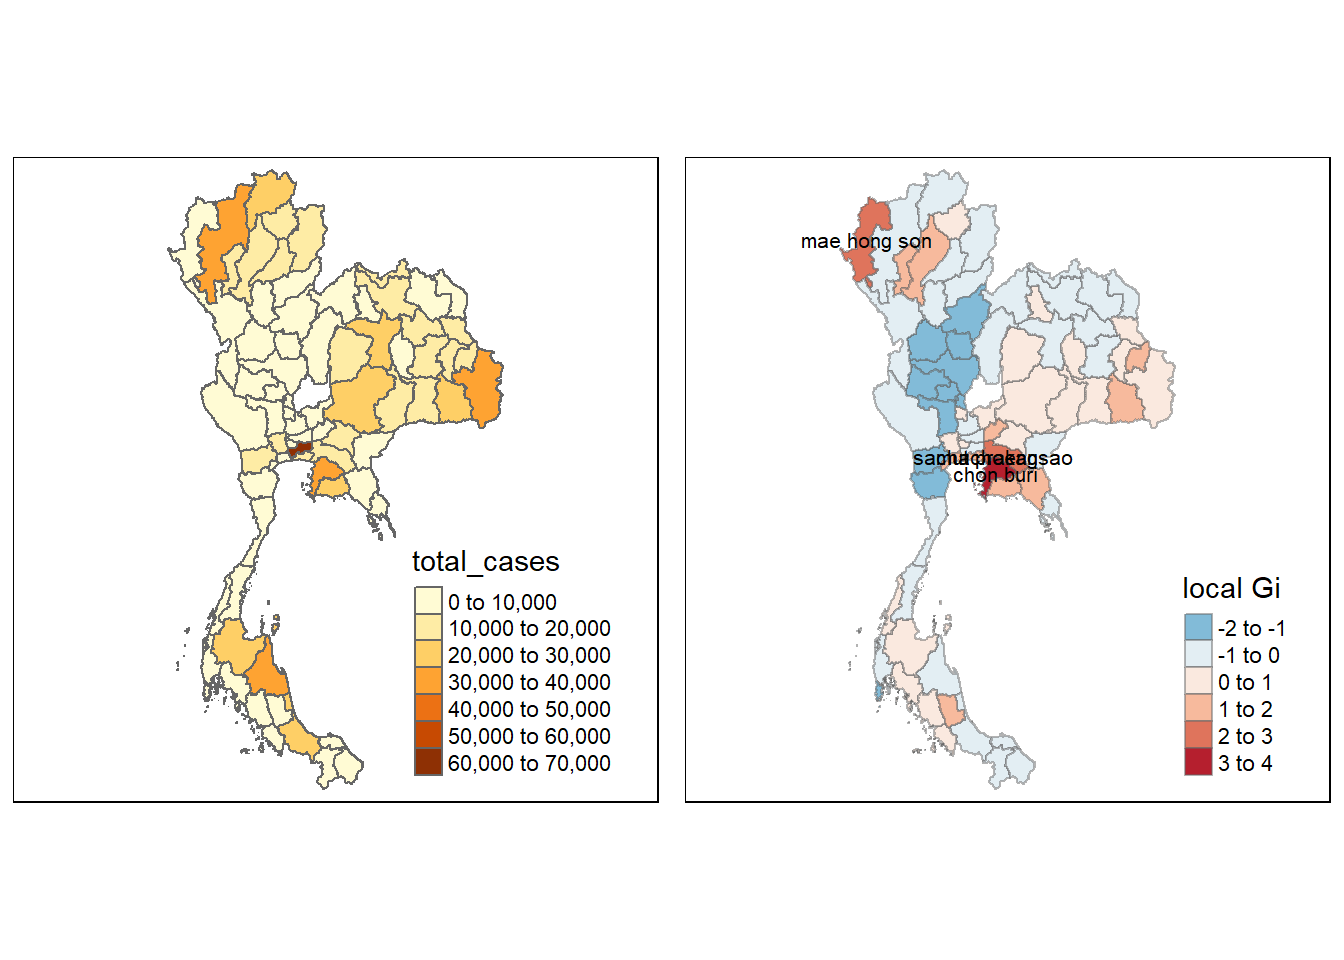 total_cases
0 to 10,000
10,000 to 20,000
20,000 to 30,000
30,000 to 40,000
40,000 to 50,000
50,000 to 60,000
60,000 to 70,000
mae hong son
chon buri
local Gi
-2 to -1
-1 to 0
0 to 1
1 to 2
2 to 3
3 to 4